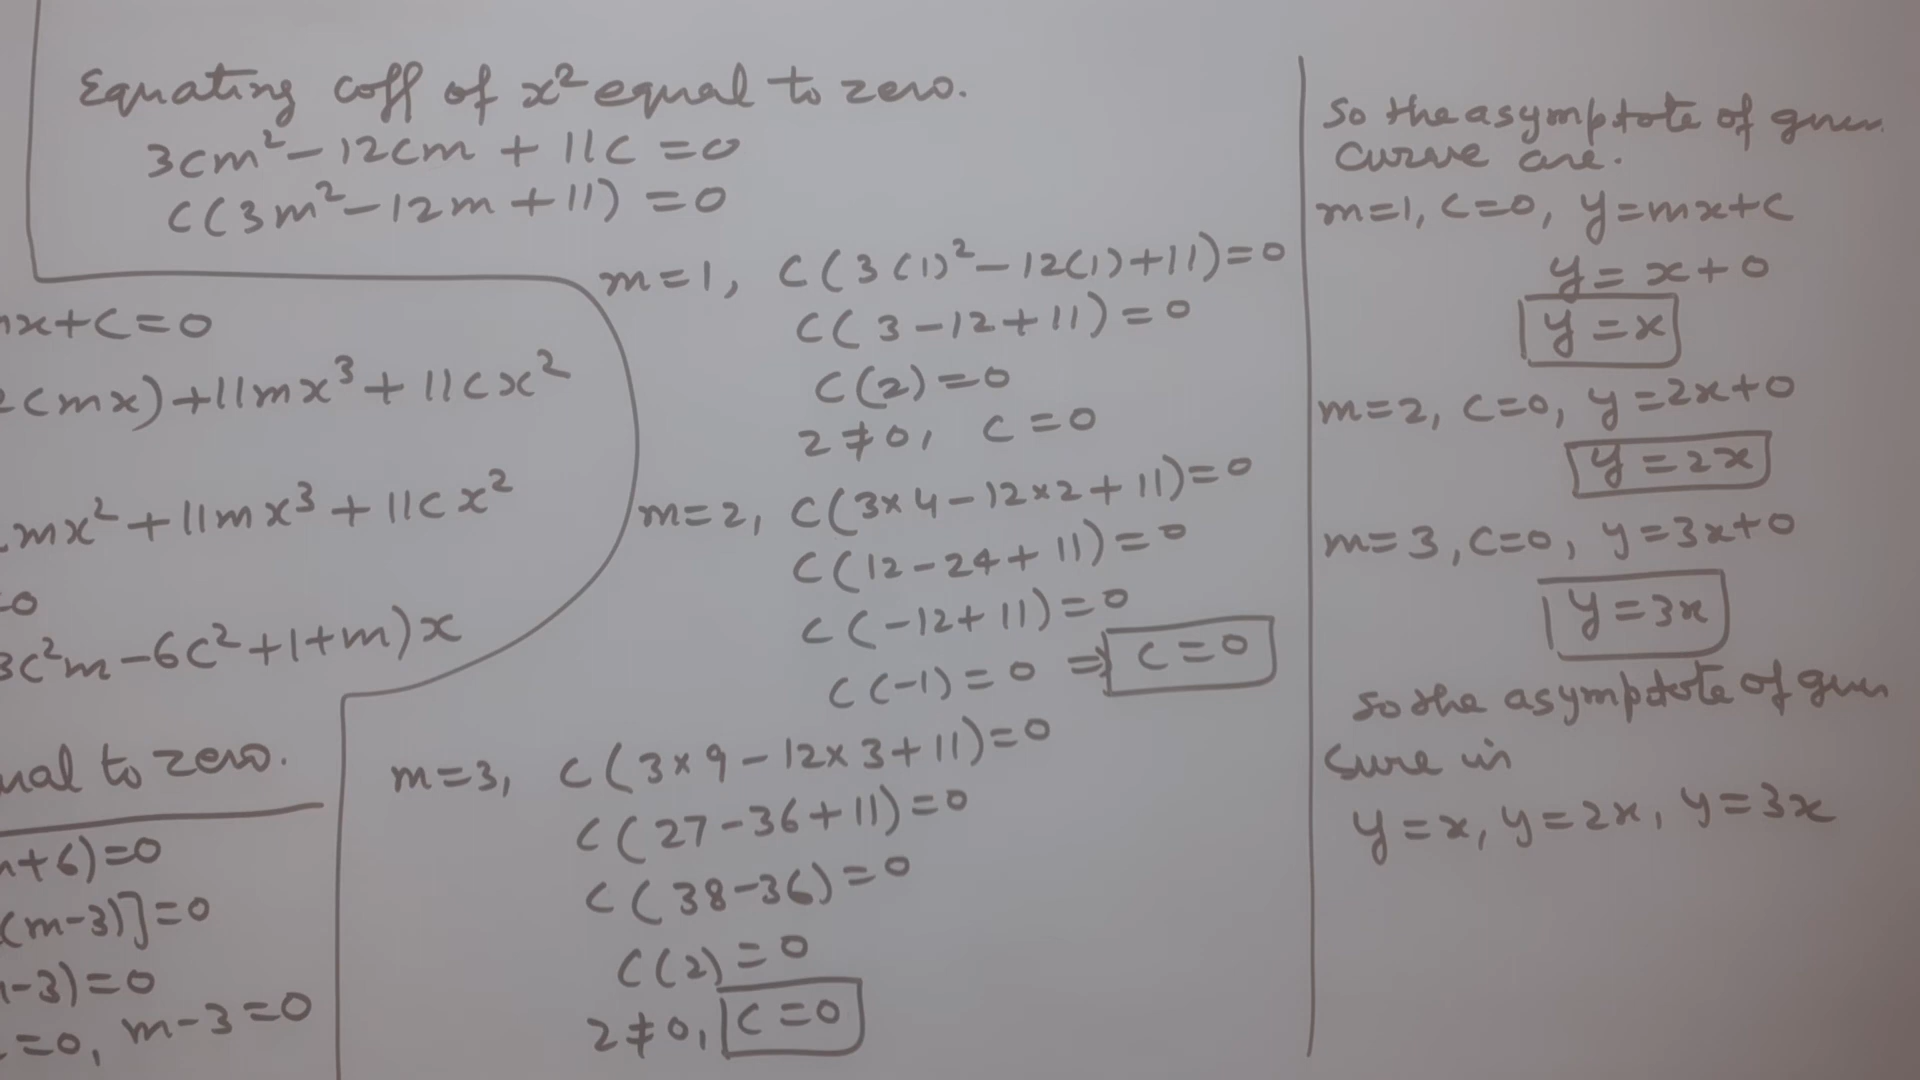 Equating coff of x² equal to zero.
3cm² - 12cm + 11c = 0
c(3m² - 12m + 11) = 0
mx + c = 0
2(mx) + 11mx³ + 11cx²
mx² + 11mx³ + 11cx²
=0
3c²m - 6c² + 1 + m)x
ual to zero.
+6) = 0
(m-3)] = 0
-3) = 0
=0, m-3 = 0
m=1, c(3(1)² - 12(1) + 11) = 0
c(3 - 12 + 11) = 0
c(2) = 0
2 ≠ 0, c = 0
m=2, c(3×4 - 12×2 + 11) = 0
c(12 - 24 + 11) = 0
c(-12 + 11) = 0
c(-1) = 0 ⇒ c = 0
m=3, c(3×9 - 12×3 + 11) = 0
c(27 - 36 + 11) = 0
c(38 - 36) = 0
c(2) = 0
2 ≠ 0, c = 0
So the asymptote of given
curve are.
m=1, c=0, y=mx+c
y = x + 0
y = x
m=2, c=0, y=2x+0
y = 2x
m=3, c=0, y=3x+0
y = 3x
So the asymptote of given
curve is
y = x, y = 2x, y = 3x